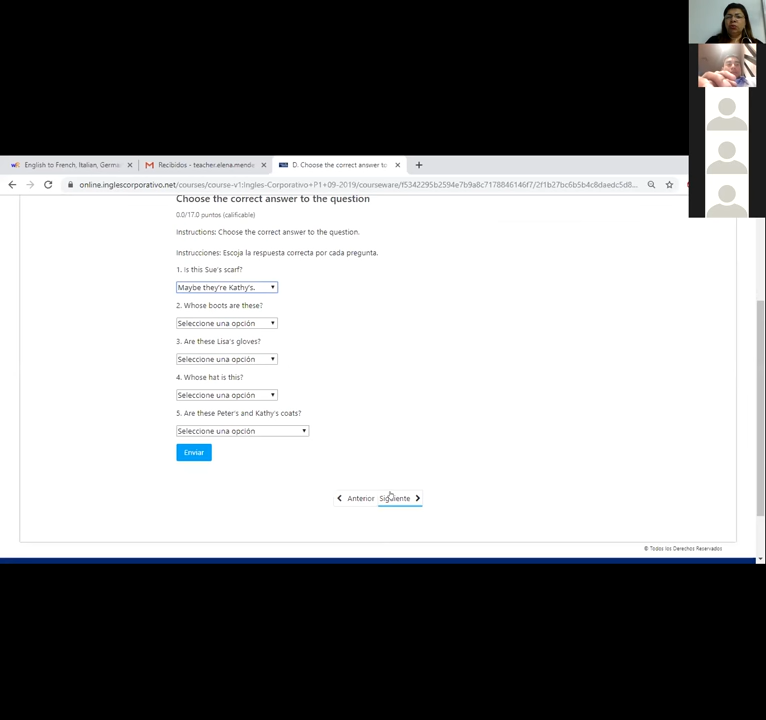 English to French, Italian, Germa
Recibidos - teacher.elena.mende
D. Choose the correct answer to
online.inglescorporativo.net/courses/course-v1:Ingles-Corporativo+P1+09-2019/courseware/f5342295b2594e7b9a8c7178846146f7/2f1b27bc6b5b4c8daedc5d8...
Choose the correct answer to the question
0.0/17.0 puntos (calificable)
Instructions: Choose the correct answer to the question.
Instrucciones: Escoja la respuesta correcta por cada pregunta.
1. Is this Sue's scarf?
Maybe they're Kathy's.
2. Whose boots are these?
Seleccione una opción
3. Are these Lisa's gloves?
Seleccione una opción
4. Whose hat is this?
Seleccione una opción
5. Are these Peter's and Kathy's coats?
Seleccione una opción
Enviar
Anterior Siguiente
© Todos los Derechos Reservados